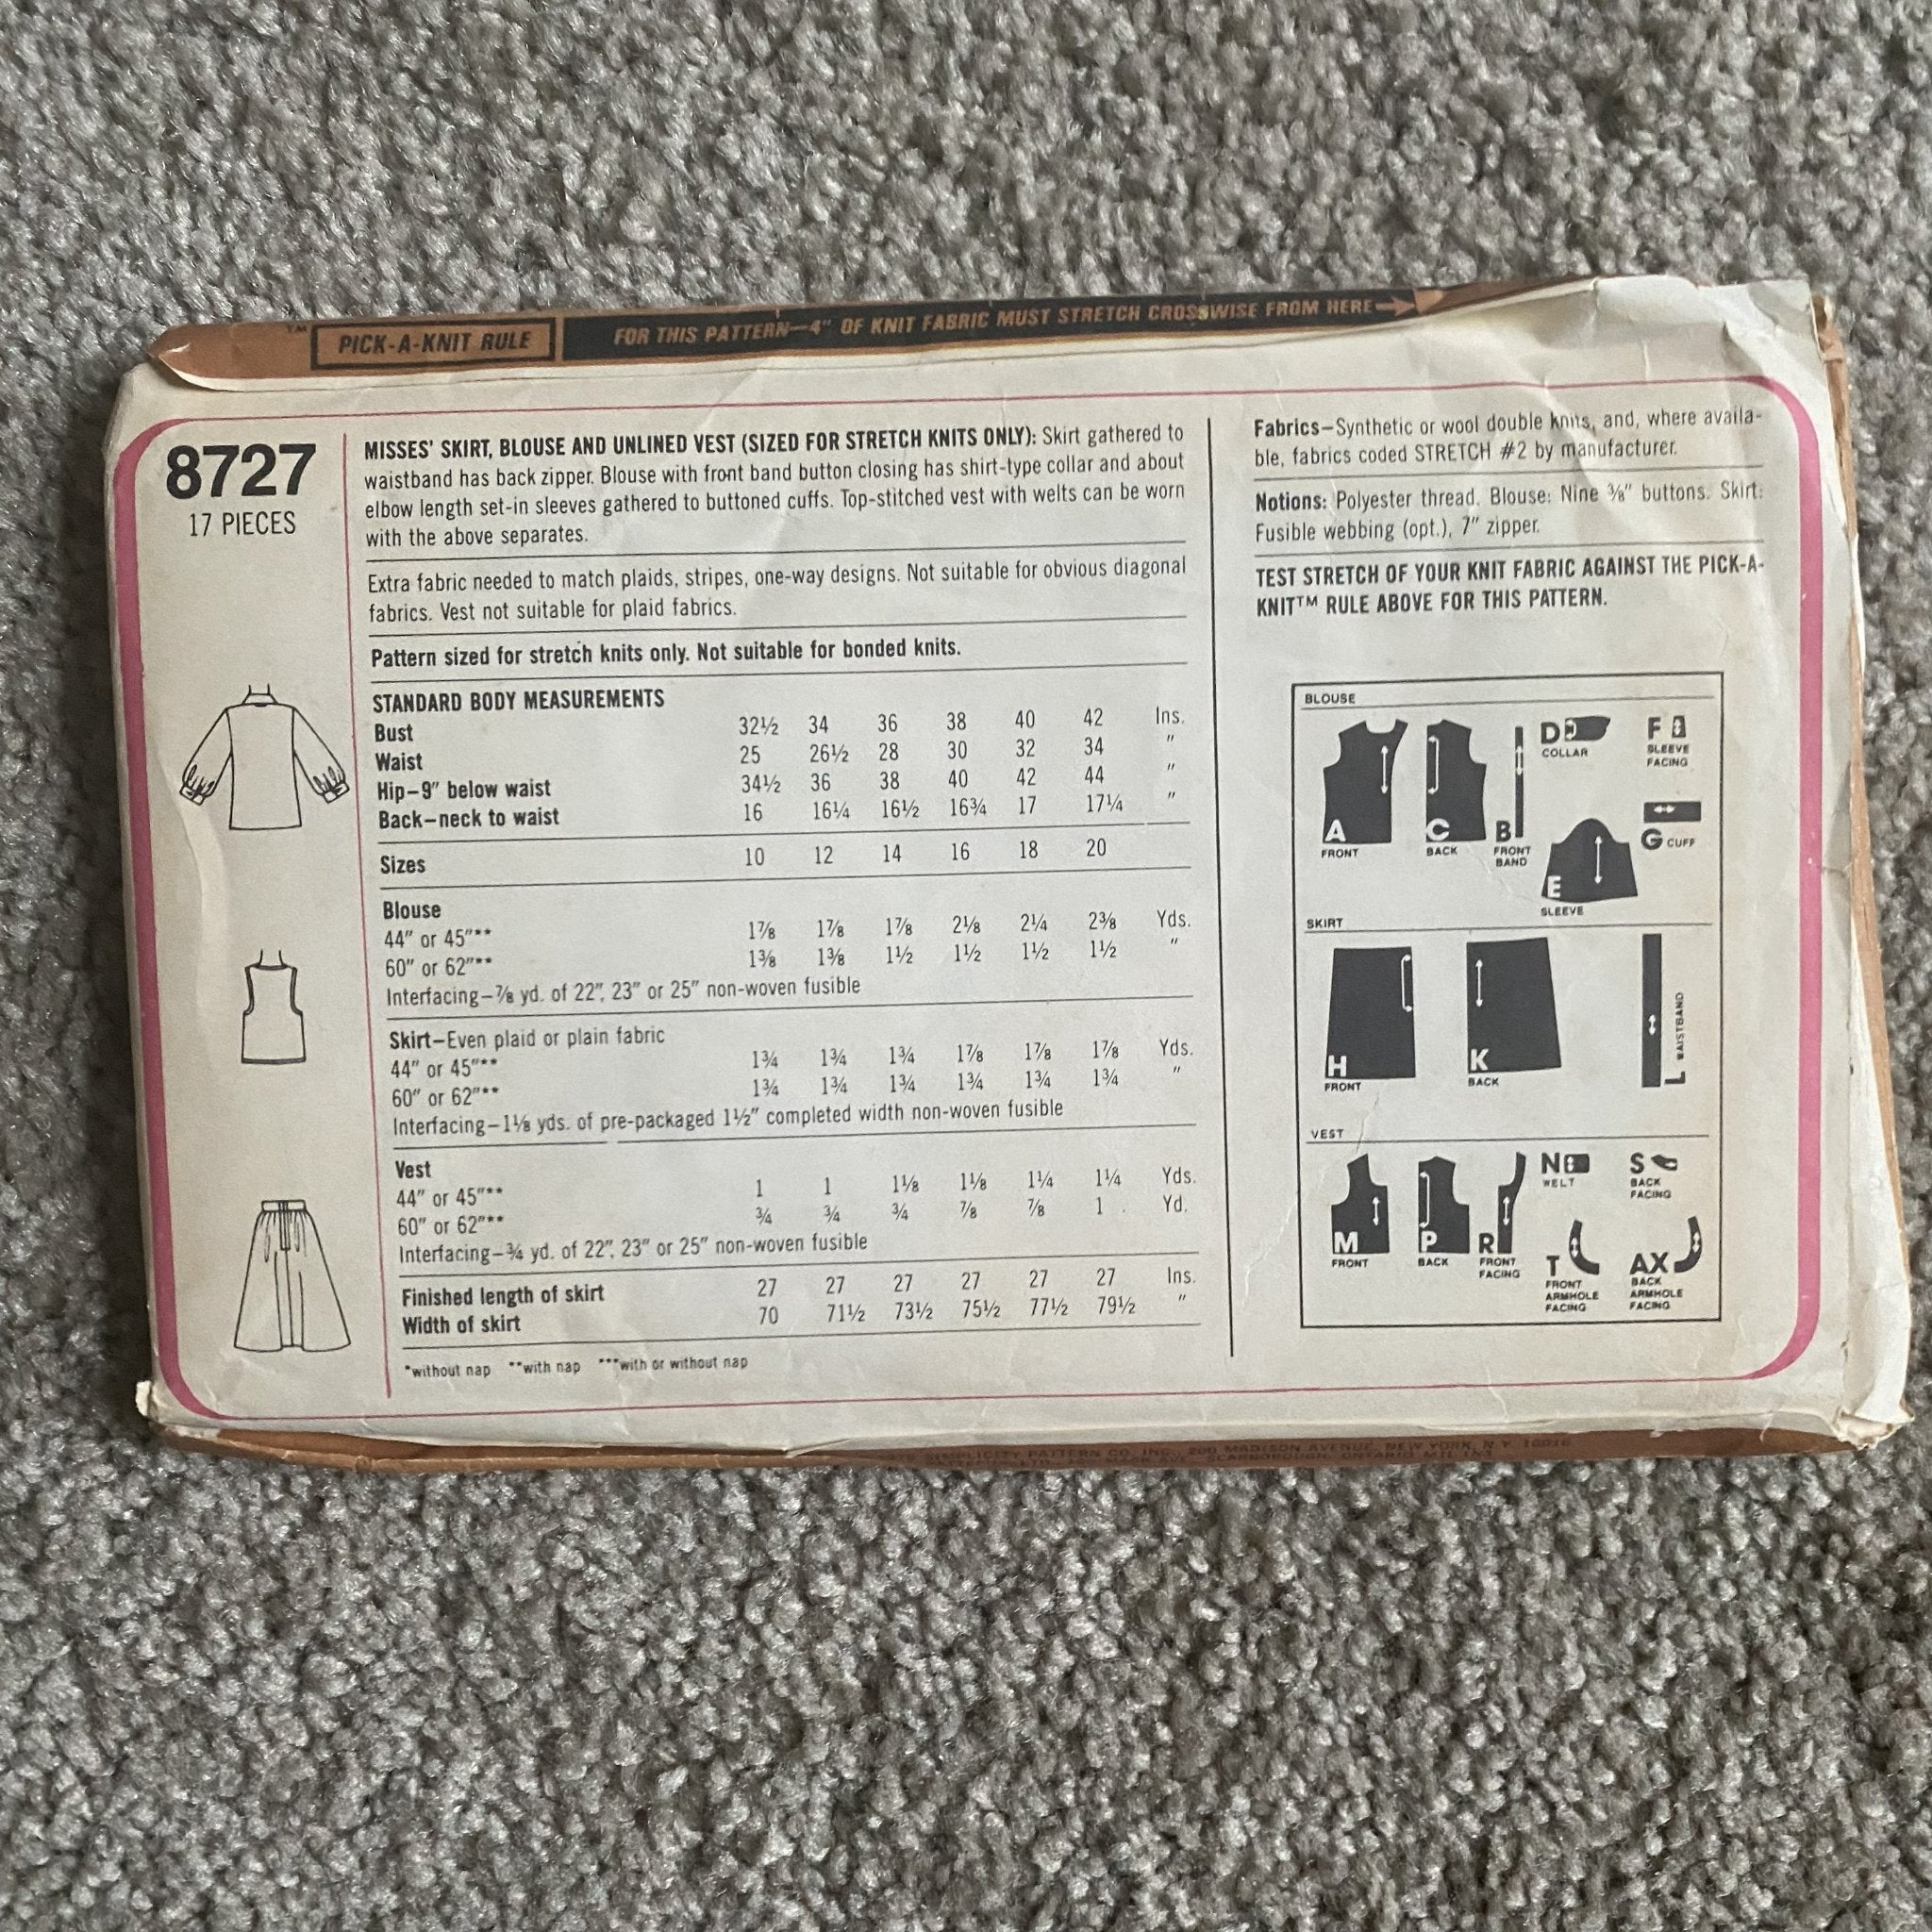 ™ PICK-A-KNIT RULE
FOR THIS PATTERN—4" OF KNIT FABRIC MUST STRETCH CROSSWISE FROM HERE→
8727
17 PIECES
MISSES' SKIRT, BLOUSE AND UNLINED VEST (SIZED FOR STRETCH KNITS ONLY): Skirt gathered to
waistband has back zipper. Blouse with front band button closing has shirt-type collar and about
elbow length set-in sleeves gathered to buttoned cuffs. Top-stitched vest with welts can be worn
with the above separates.
Extra fabric needed to match plaids, stripes, one-way designs. Not suitable for obvious diagonal
fabrics. Vest not suitable for plaid fabrics.
Pattern sized for stretch knits only. Not suitable for bonded knits.
STANDARD BODY MEASUREMENTS
Bust 32½ 34 36 38 40 42 Ins.
Waist 25 26½ 28 30 32 34 "
Hip—9" below waist 34½ 36 38 40 42 44 "
Back—neck to waist 16 16¼ 16½ 16¾ 17 17¼ "
Sizes 10 12 14 16 18 20
Blouse
44" or 45"** 1⅞ 1⅞ 1⅞ 2⅛ 2¼ 2⅜ Yds.
60" or 62"** 1⅜ 1⅜ 1½ 1½ 1½ 1½ "
Interfacing—⅞ yd. of 22", 23" or 25" non-woven fusible
Skirt—Even plaid or plain fabric
44" or 45"** 1¾ 1¾ 1¾ 1⅞ 1⅞ 1⅞ Yds.
60" or 62"** 1¾ 1¾ 1¾ 1¾ 1¾ 1¾ "
Interfacing—1⅛ yds. of pre-packaged 1½" completed width non-woven fusible
Vest
44" or 45"** 1 1 1⅛ 1⅛ 1¼ 1¼ Yds.
60" or 62"** ¾ ¾ ¾ ⅞ ⅞ 1 Yd.
Interfacing—¾ yd. of 22", 23" or 25" non-woven fusible
Finished length of skirt 27 27 27 27 27 27 Ins.
Width of skirt 70 71½ 73½ 75½ 77½ 79½ "
*without nap **with nap ***with or without nap
Fabrics—Synthetic or wool double knits, and, where availa-
ble, fabrics coded STRETCH #2 by manufacturer.
Notions: Polyester thread. Blouse: Nine ⅜" buttons. Skirt:
Fusible webbing (opt.), 7" zipper.
TEST STRETCH OF YOUR KNIT FABRIC AGAINST THE PICK-A-
KNIT™ RULE ABOVE FOR THIS PATTERN.
BLOUSE
A
FRONT
C
BACK
B
FRONT
BAND
D
COLLAR
E
SLEEVE
F
SLEEVE
FACING
G CUFF
SKIRT
H
FRONT
K
BACK
L WAISTBAND
VEST
M
FRONT
P
BACK
R
FRONT
FACING
N
WELT
S
BACK
FACING
T
FRONT
ARMHOLE
FACING
AX
BACK
ARMHOLE
FACING
SIMPLICITY PATTERN CO. INC., 200 MADISON AVENUE, NEW YORK, N.Y. 10016
SCARBOROUGH, ONTARIO